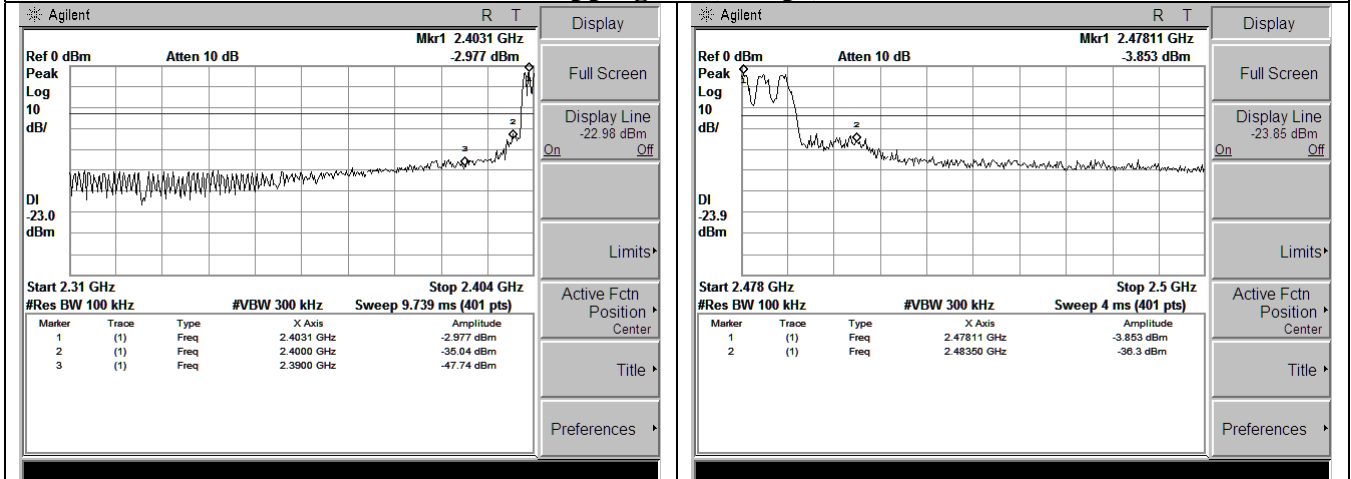 Agilent R T
Mkr1 2.4031 GHz
Ref 0 dBm Atten 10 dB -2.977 dBm
Peak
Log
10
dB/
1
2
3
DI
-23.0
dBm
Start 2.31 GHz Stop 2.404 GHz
#Res BW 100 kHz #VBW 300 kHz Sweep 9.739 ms (401 pts)
Marker Trace Type X Axis Amplitude
1 (1) Freq 2.4031 GHz -2.977 dBm
2 (1) Freq 2.4000 GHz -35.04 dBm
3 (1) Freq 2.3900 GHz -47.74 dBm
Display
Full Screen
Display Line
-22.98 dBm
On Off
Limits
Active Fctn
Position
Center
Title
Preferences
Agilent R T
Mkr1 2.47811 GHz
Ref 0 dBm Atten 10 dB -3.853 dBm
Peak
Log
10
dB/
1
2
DI
-23.9
dBm
Start 2.478 GHz Stop 2.5 GHz
#Res BW 100 kHz #VBW 300 kHz Sweep 4 ms (401 pts)
Marker Trace Type X Axis Amplitude
1 (1) Freq 2.47811 GHz -3.853 dBm
2 (1) Freq 2.48350 GHz -36.3 dBm
Display
Full Screen
Display Line
-23.85 dBm
On Off
Limits
Active Fctn
Position
Center
Title
Preferences